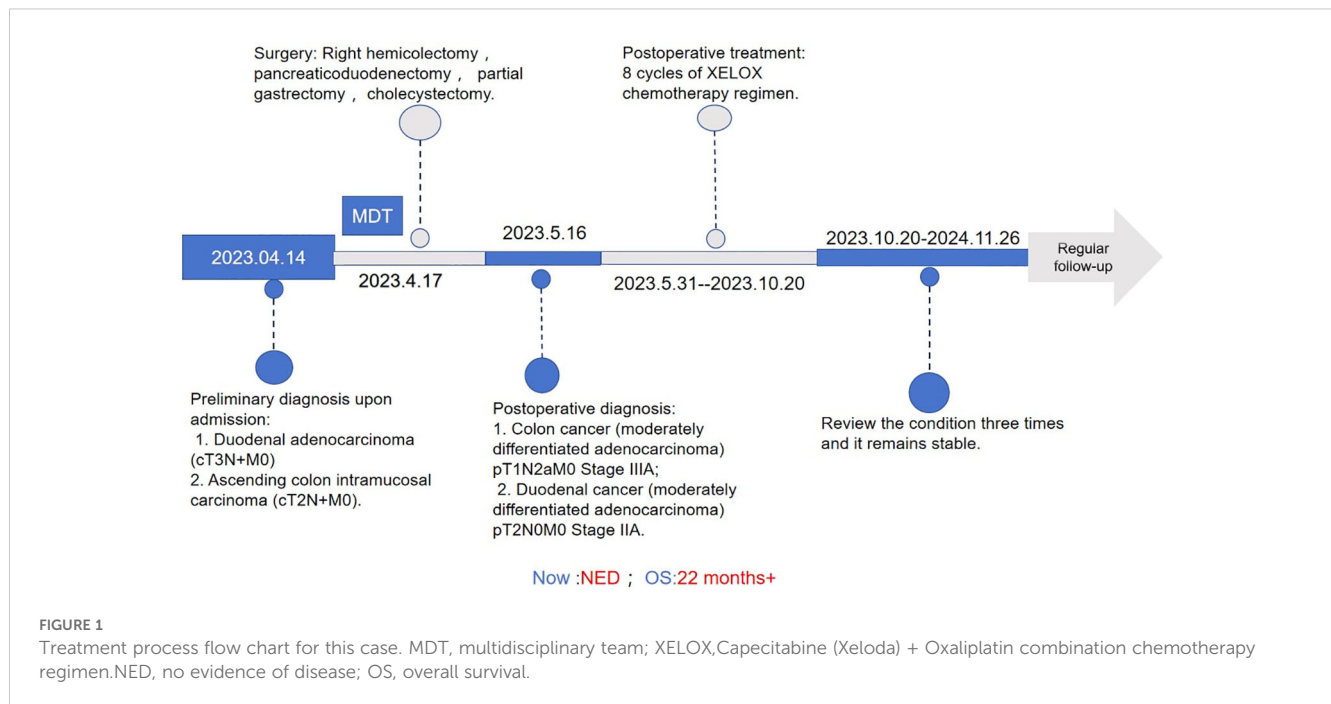 Surgery: Right hemicolectomy ,
pancreaticoduodenectomy , partial
gastrectomy , cholecystectomy.
Postoperative treatment:
8 cycles of XELOX
chemotherapy regimen.
MDT
2023.04.14
2023.4.17
2023.5.16
2023.5.31--2023.10.20
2023.10.20-2024.11.26
Regular
follow-up
Preliminary diagnosis upon
admission:
1. Duodenal adenocarcinoma
(cT3N+M0)
2. Ascending colon intramucosal
carcinoma (cT2N+M0).
Postoperative diagnosis:
1. Colon cancer (moderately
differentiated adenocarcinoma)
pT1N2aM0 Stage IIIA;
2. Duodenal cancer (moderately
differentiated adenocarcinoma)
pT2N0M0 Stage IIA.
Review the condition three times
and it remains stable.
Now :NED ; OS:22 months+
FIGURE 1
Treatment process flow chart for this case. MDT, multidisciplinary team; XELOX,Capecitabine (Xeloda) + Oxaliplatin combination chemotherapy
regimen.NED, no evidence of disease; OS, overall survival.